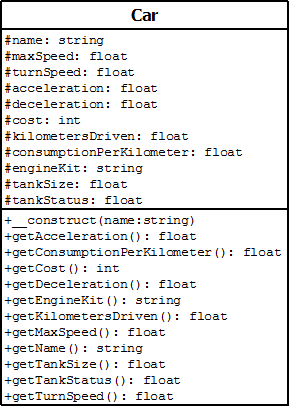 Car
#name: string
#maxSpeed: float
#turnSpeed: float
#acceleration: float
#deceleration: float
#cost: int
#kilometersDriven: float
#consumptionPerKilometer: float
#engineKit: string
#tankSize: float
#tankStatus: float
+__construct(name:string)
+getAcceleration(): float
+getConsumptionPerKilometer(): float
+getCost(): int
+getDeceleration(): float
+getEngineKit(): string
+getKilometersDriven(): float
+getMaxSpeed(): float
+getName(): string
+getTankSize(): float
+getTankStatus(): float
+getTurnSpeed(): float